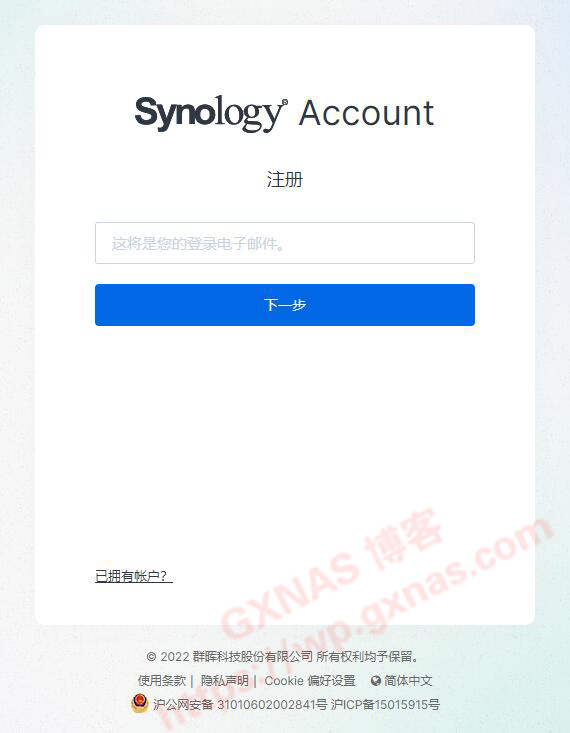 Synology® Account
注册
这将是您的登录电子邮件。
下一步
已拥有帐户？
GXNAS 博客
https://wp.gxnas.com
© 2022 群晖科技股份有限公司 所有权利均予保留。
使用条款 | 隐私声明 | Cookie 偏好设置 简体中文
沪公网安备 31010602002841号 沪ICP备15015915号